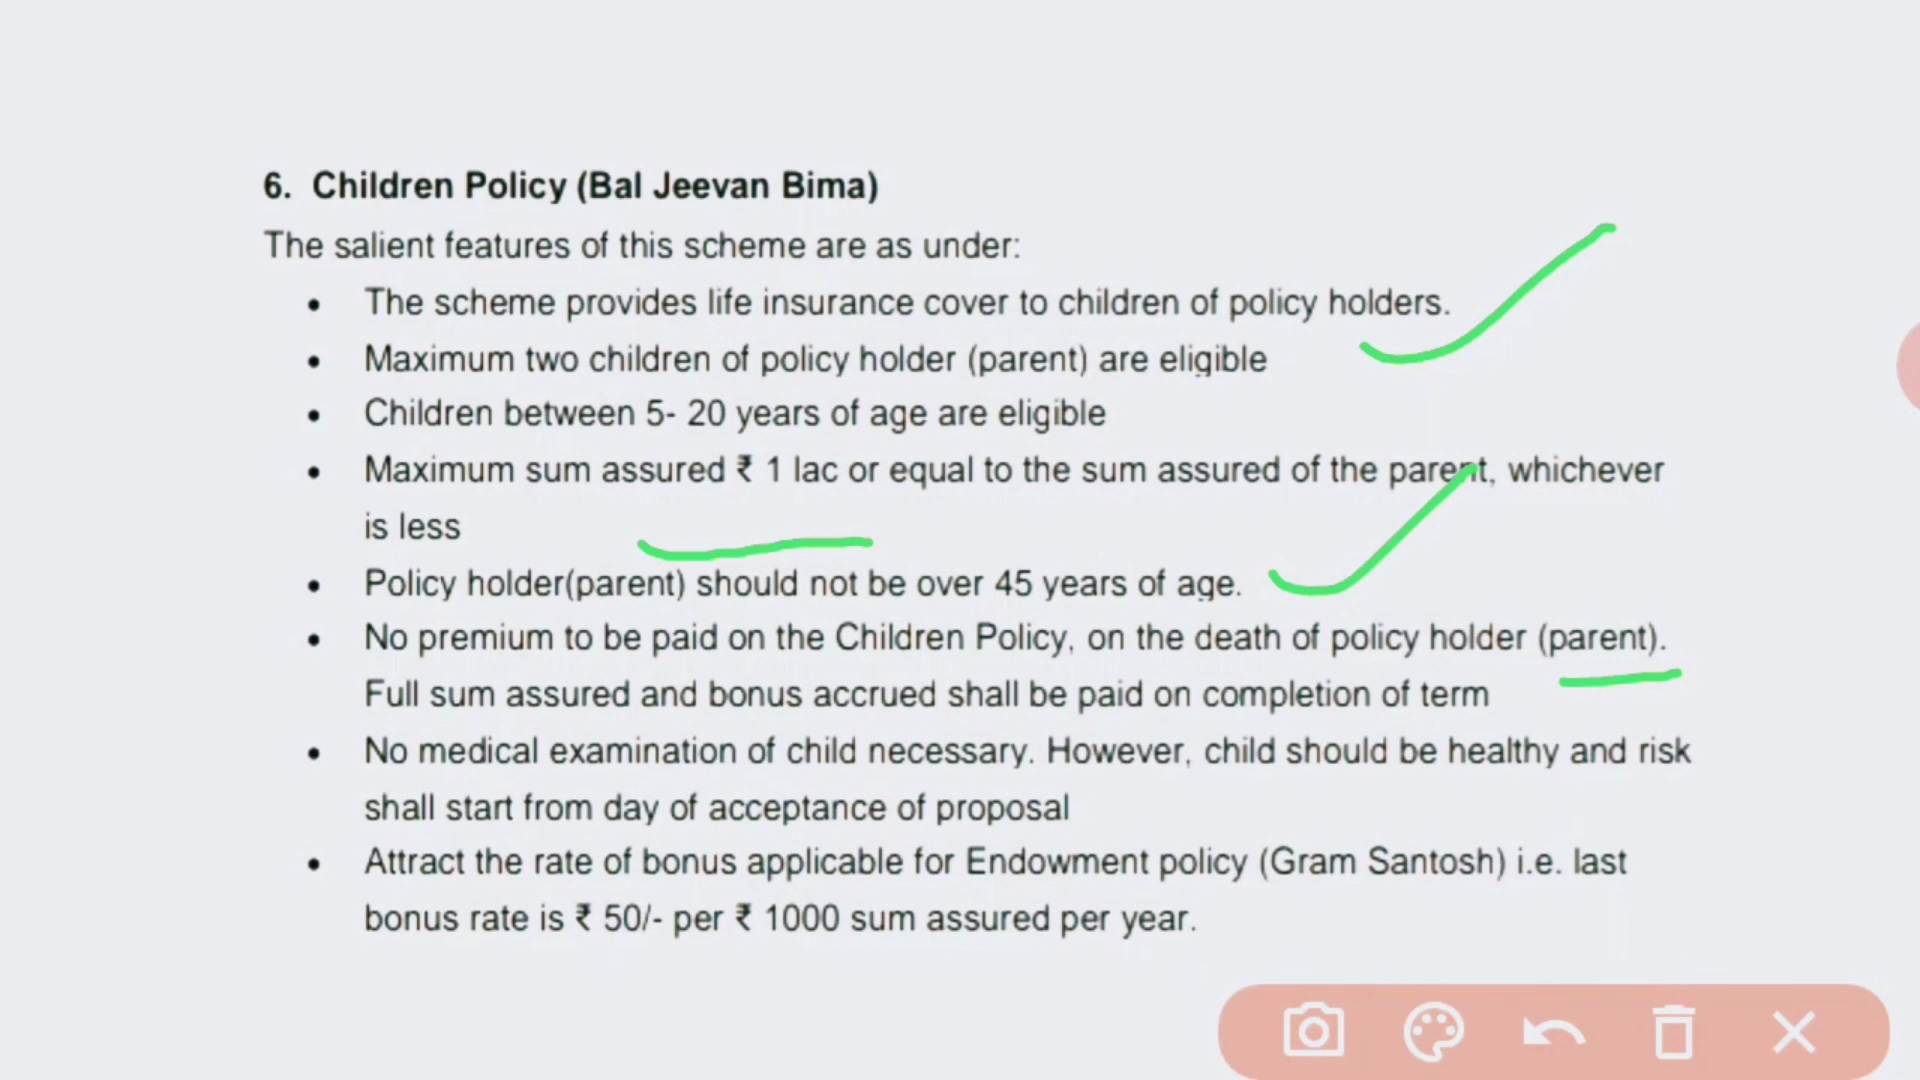 6. Children Policy (Bal Jeevan Bima)
The salient features of this scheme are as under:
• The scheme provides life insurance cover to children of policy holders.
• Maximum two children of policy holder (parent) are eligible
• Children between 5- 20 years of age are eligible
• Maximum sum assured ₹ 1 lac or equal to the sum assured of the parent, whichever
is less
• Policy holder(parent) should not be over 45 years of age.
• No premium to be paid on the Children Policy, on the death of policy holder (parent).
Full sum assured and bonus accrued shall be paid on completion of term
• No medical examination of child necessary. However, child should be healthy and risk
shall start from day of acceptance of proposal
• Attract the rate of bonus applicable for Endowment policy (Gram Santosh) i.e. last
bonus rate is ₹ 50/- per ₹ 1000 sum assured per year.